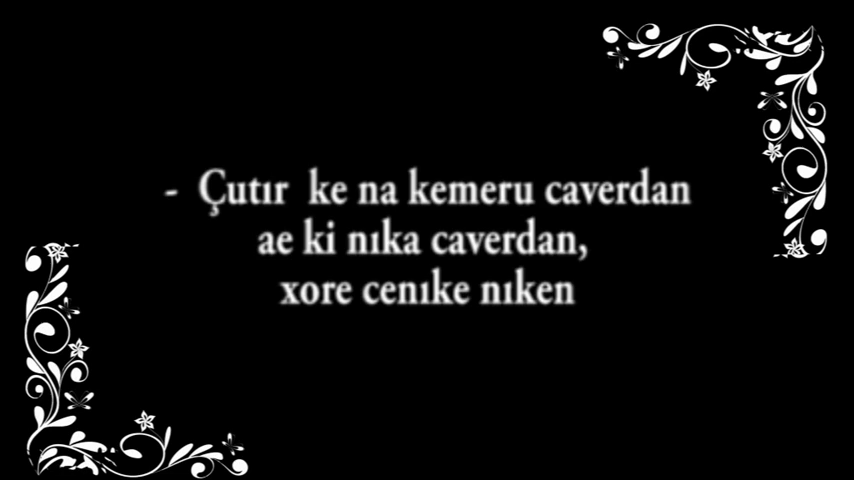 - Çutır ke na kemeru caverdan
ae ki nıka caverdan,
xore cenıke nıken